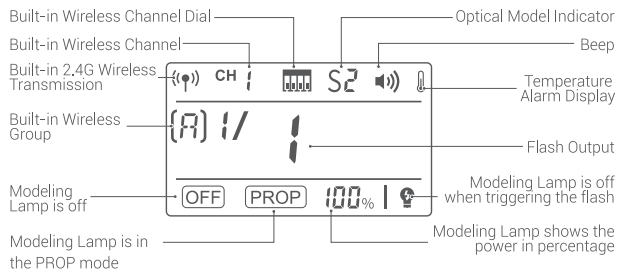 Built-in Wireless Channel Dial
Optical Model Indicator
Built-in Wireless Channel
Beep
Built-in 2.4G Wireless
Transmission
CH 1
S2
Temperature
Alarm Display
Built-in Wireless
Group
(A) 1/ 1
Flash Output
Modeling
Lamp is off
OFF PROP 100%
Modeling Lamp is off
when triggering the flash
Modeling Lamp is in
the PROP mode
Modeling Lamp shows the
power in percentage